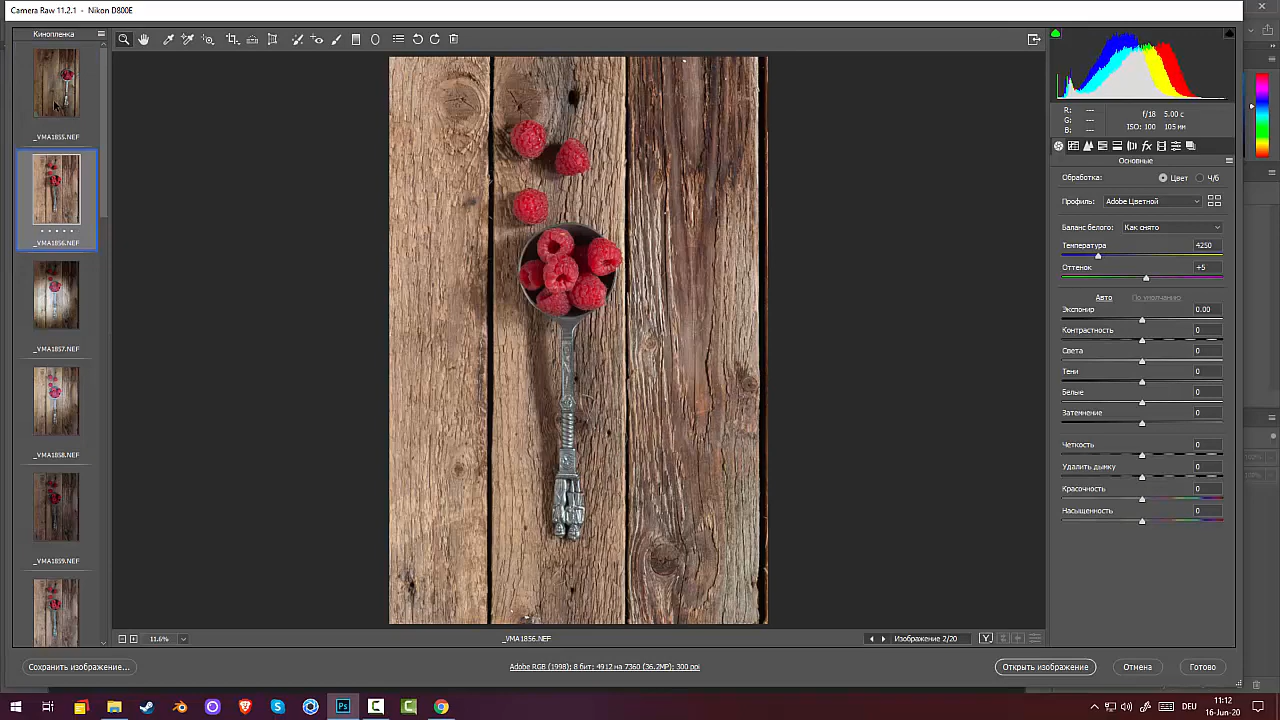 Camera Raw 11.2.1 - Nikon D800E
Кинопленка
_VMA1855.NEF
_VMA1856.NEF
_VMA1857.NEF
_VMA1858.NEF
_VMA1859.NEF
R: ---
G: ---
B: ---
f/18 5.00 с
ISO: 100 105 мм
Основные
Обработка: Цвет Ч/б
Профиль: Adobe Цветной
Баланс белого: Как снято
Температура 4250
Оттенок +5
Авто По умолчанию
Экспонир 0.00
Контрастность 0
Света 0
Тени 0
Белые 0
Затемнение 0
Четкость 0
Удалить дымку 0
Красочность 0
Насыщенность 0
11.6%
_VMA1856.NEF
Изображение 2/20
Сохранить изображение...
Adobe RGB (1998); 8 бит; 4912 на 7360 (36.2MP); 300 ppi
Открыть изображение
Отмена
Готово
DEU
11:12
16-Jun-20